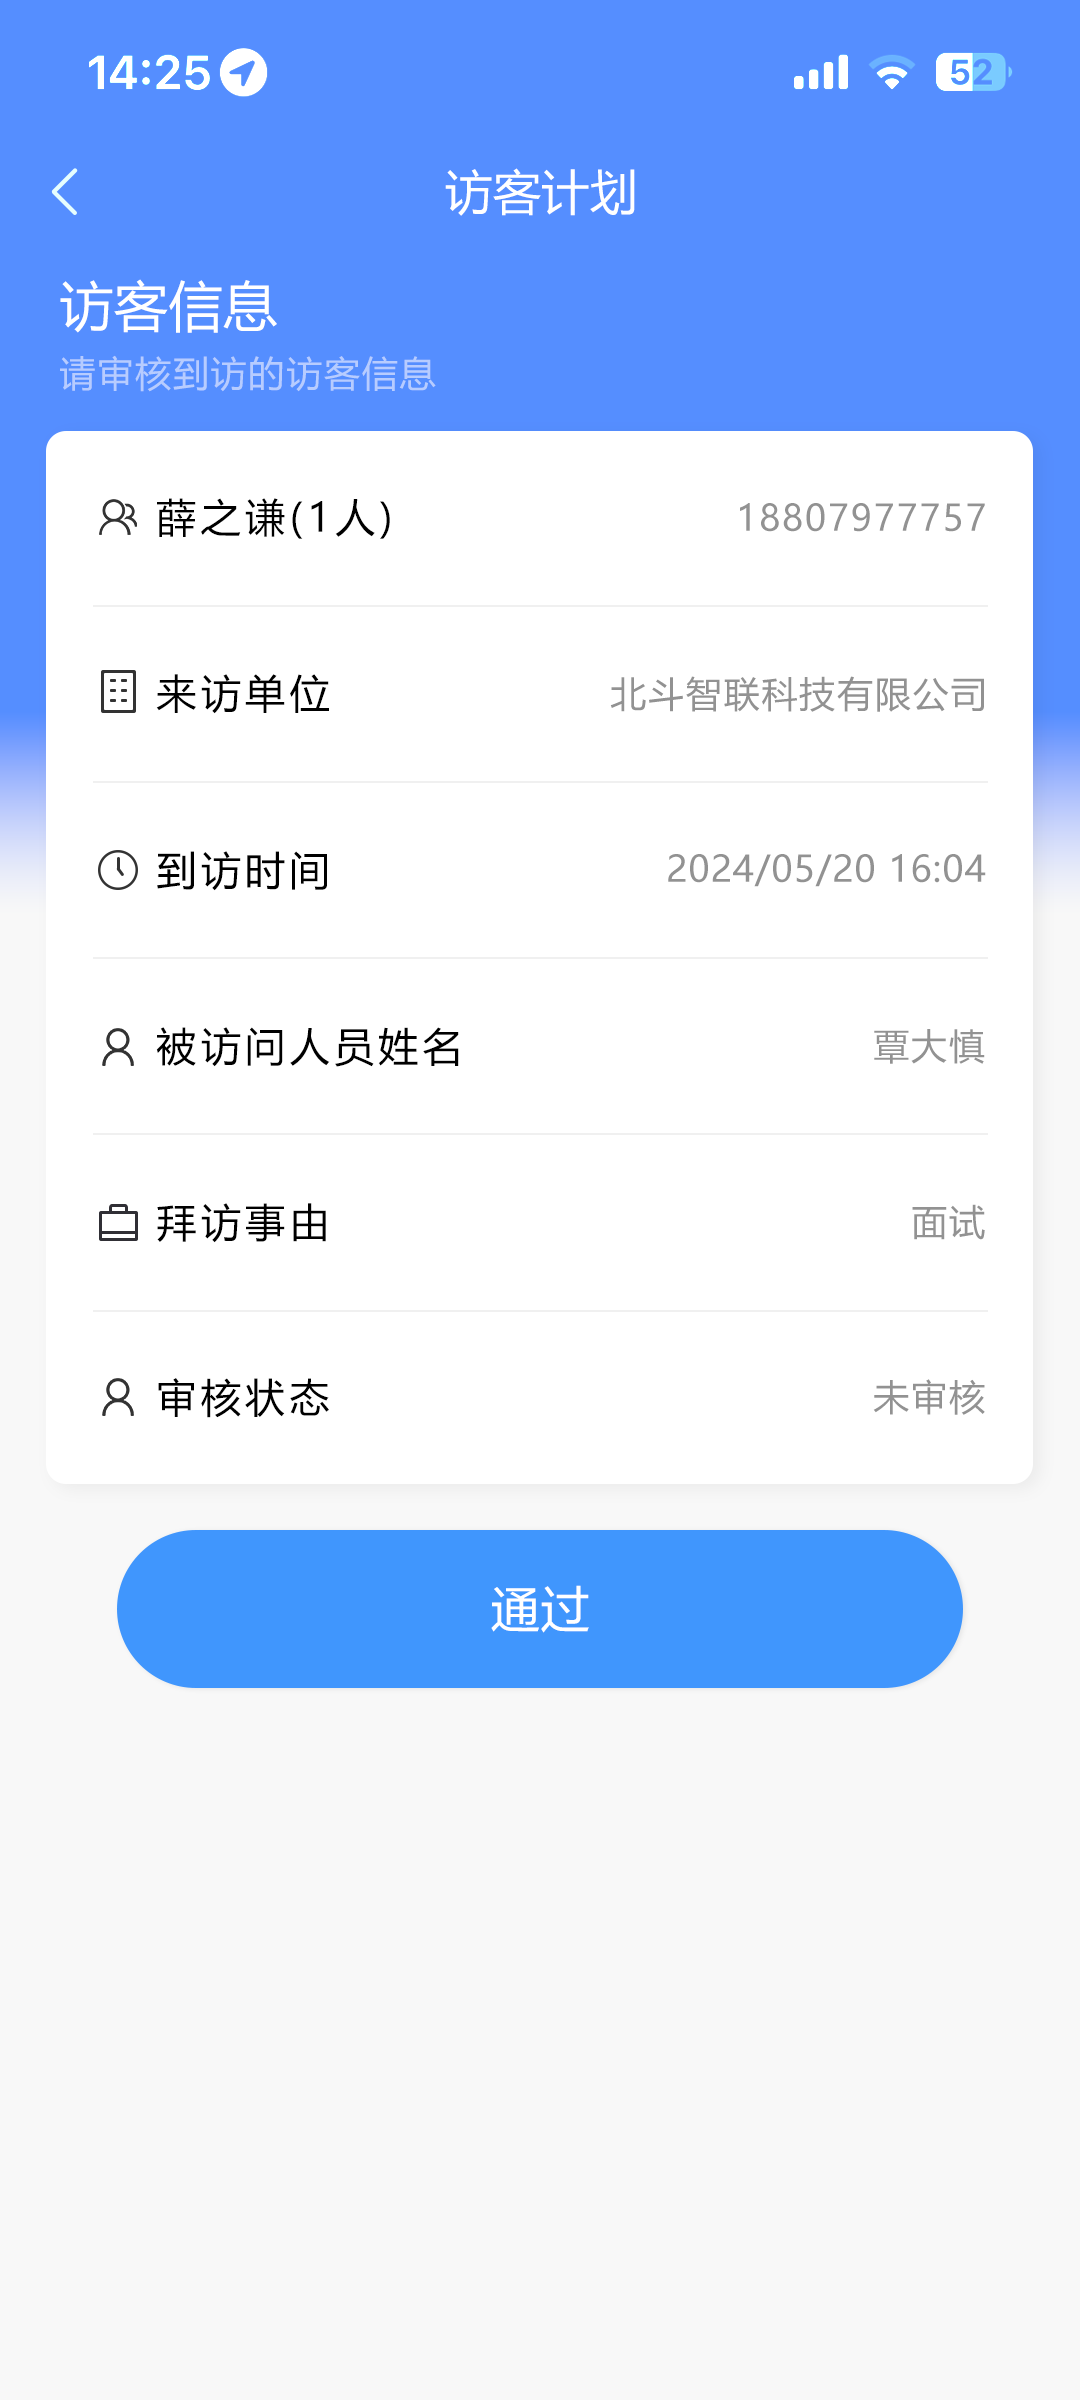 14:25
52
访客计划
访客信息
请审核到访的访客信息
薛之谦(1人) 18807977757
来访单位 北斗智联科技有限公司
到访时间 2024/05/20 16:04
被访问人员姓名 覃大慎
拜访事由 面试
审核状态 未审核
通过